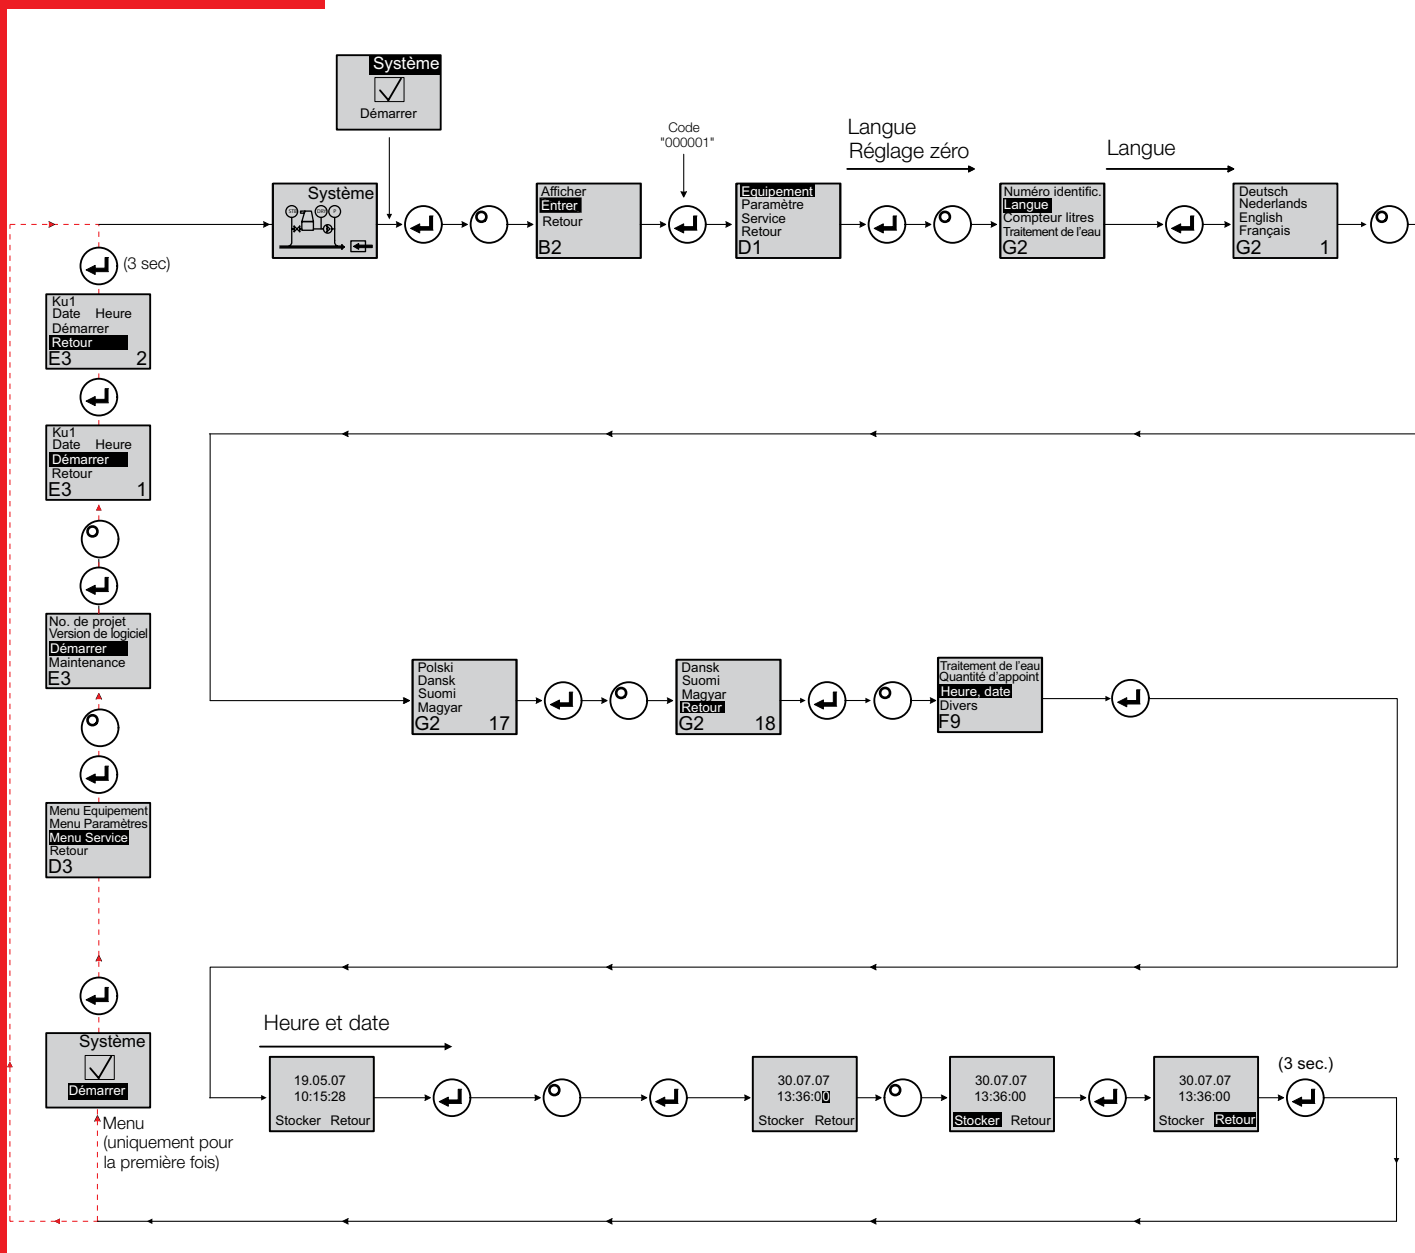 Système
Démarrer
Code
"000001"
Langue
Réglage zéro
Langue
Système
STB
DRY
P
Afficher
Entrer
Retour
B2
Equipement
Paramètre
Service
Retour
D1
Numéro identific.
Langue
Compteur litres
Traitement de l'eau
G2
Deutsch
Nederlands
English
Français
G2 1
(3 sec)
Ku1
Date Heure
Démarrer
Retour
E3 2
Ku1
Date Heure
Démarrer
Retour
E3 1
No. de projet
Version de logiciel
Démarrer
Maintenance
E3
Polski
Dansk
Suomi
Magyar
G2 17
Dansk
Suomi
Magyar
Retour
G2 18
Traitement de l'eau
Quantité d'appoint
Heure, date
Divers
F9
Menu Equipement
Menu Paramètres
Menu Service
Retour
D3
Système
Démarrer
Menu
(uniquement pour
la première fois)
Heure et date
19.05.07
10:15:28
Stocker Retour
30.07.07
13:36:00
Stocker Retour
30.07.07
13:36:00
Stocker Retour
30.07.07
13:36:00
Stocker Retour
(3 sec.)